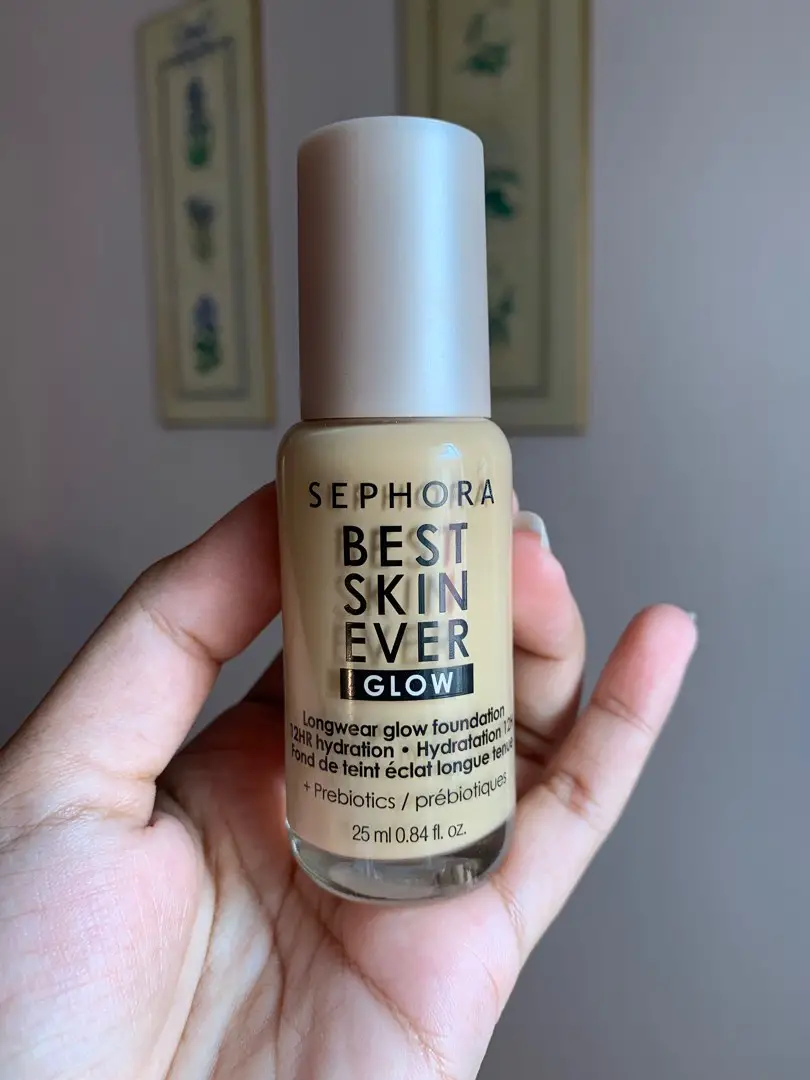 SEPHORA
BEST
SKIN
EVER
GLOW
Longwear glow foundation
12HR hydration • Hydratation 12H
Fond de teint éclat longue tenue
+ Prebiotics / prébiotiques
25 ml 0.84 fl. oz.